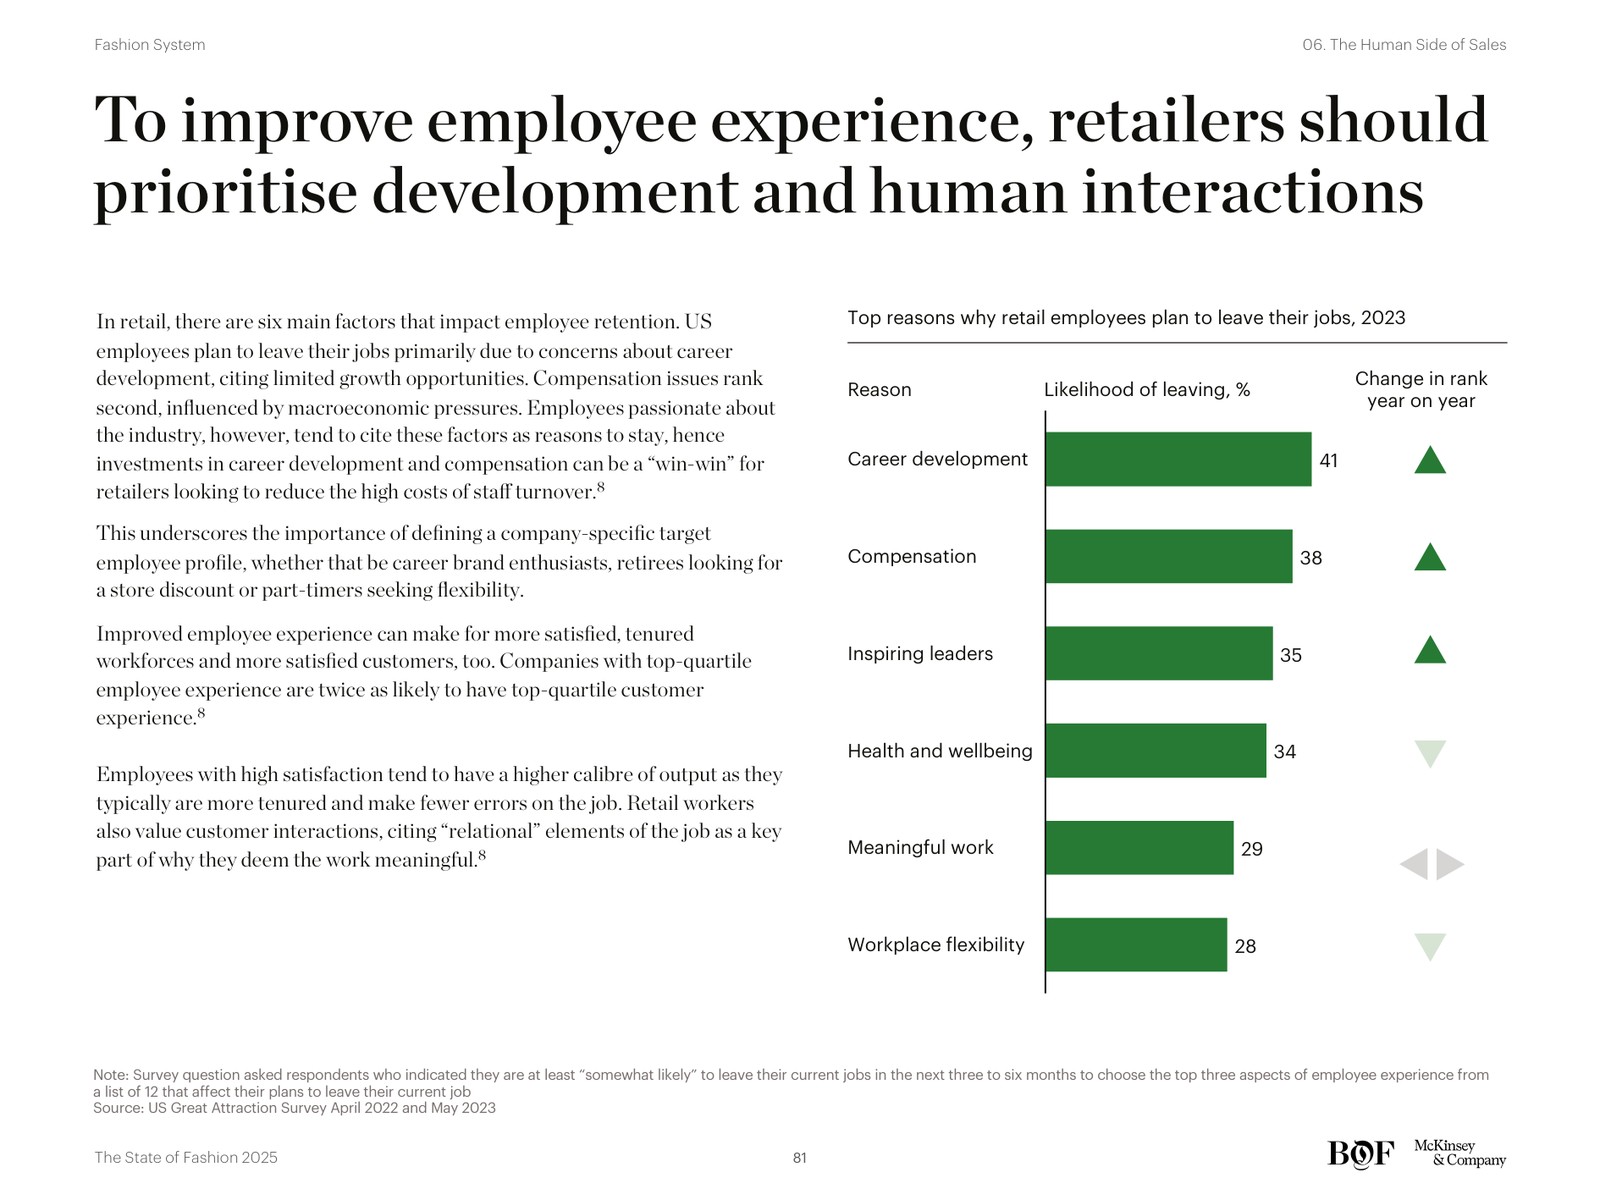 Fashion System
06. The Human Side of Sales
To improve employee experience, retailers should
prioritise development and human interactions
In retail, there are six main factors that impact employee retention. US
employees plan to leave their jobs primarily due to concerns about career
development, citing limited growth opportunities. Compensation issues rank
second, influenced by macroeconomic pressures. Employees passionate about
the industry, however, tend to cite these factors as reasons to stay, hence
investments in career development and compensation can be a “win-win” for
retailers looking to reduce the high costs of staff turnover.8
This underscores the importance of defining a company-specific target
employee profile, whether that be career brand enthusiasts, retirees looking for
a store discount or part-timers seeking flexibility.
Improved employee experience can make for more satisfied, tenured
workforces and more satisfied customers, too. Companies with top-quartile
employee experience are twice as likely to have top-quartile customer
experience.8
Employees with high satisfaction tend to have a higher calibre of output as they
typically are more tenured and make fewer errors on the job. Retail workers
also value customer interactions, citing “relational” elements of the job as a key
part of why they deem the work meaningful.8
Top reasons why retail employees plan to leave their jobs, 2023
Reason
Likelihood of leaving, %
Change in rank
year on year
Career development
41
Compensation
38
Inspiring leaders
35
Health and wellbeing
34
Meaningful work
29
Workplace flexibility
28
Note: Survey question asked respondents who indicated they are at least “somewhat likely” to leave their current jobs in the next three to six months to choose the top three aspects of employee experience from
a list of 12 that affect their plans to leave their current job
Source: US Great Attraction Survey April 2022 and May 2023
The State of Fashion 2025
81
BOF
McKinsey
& Company